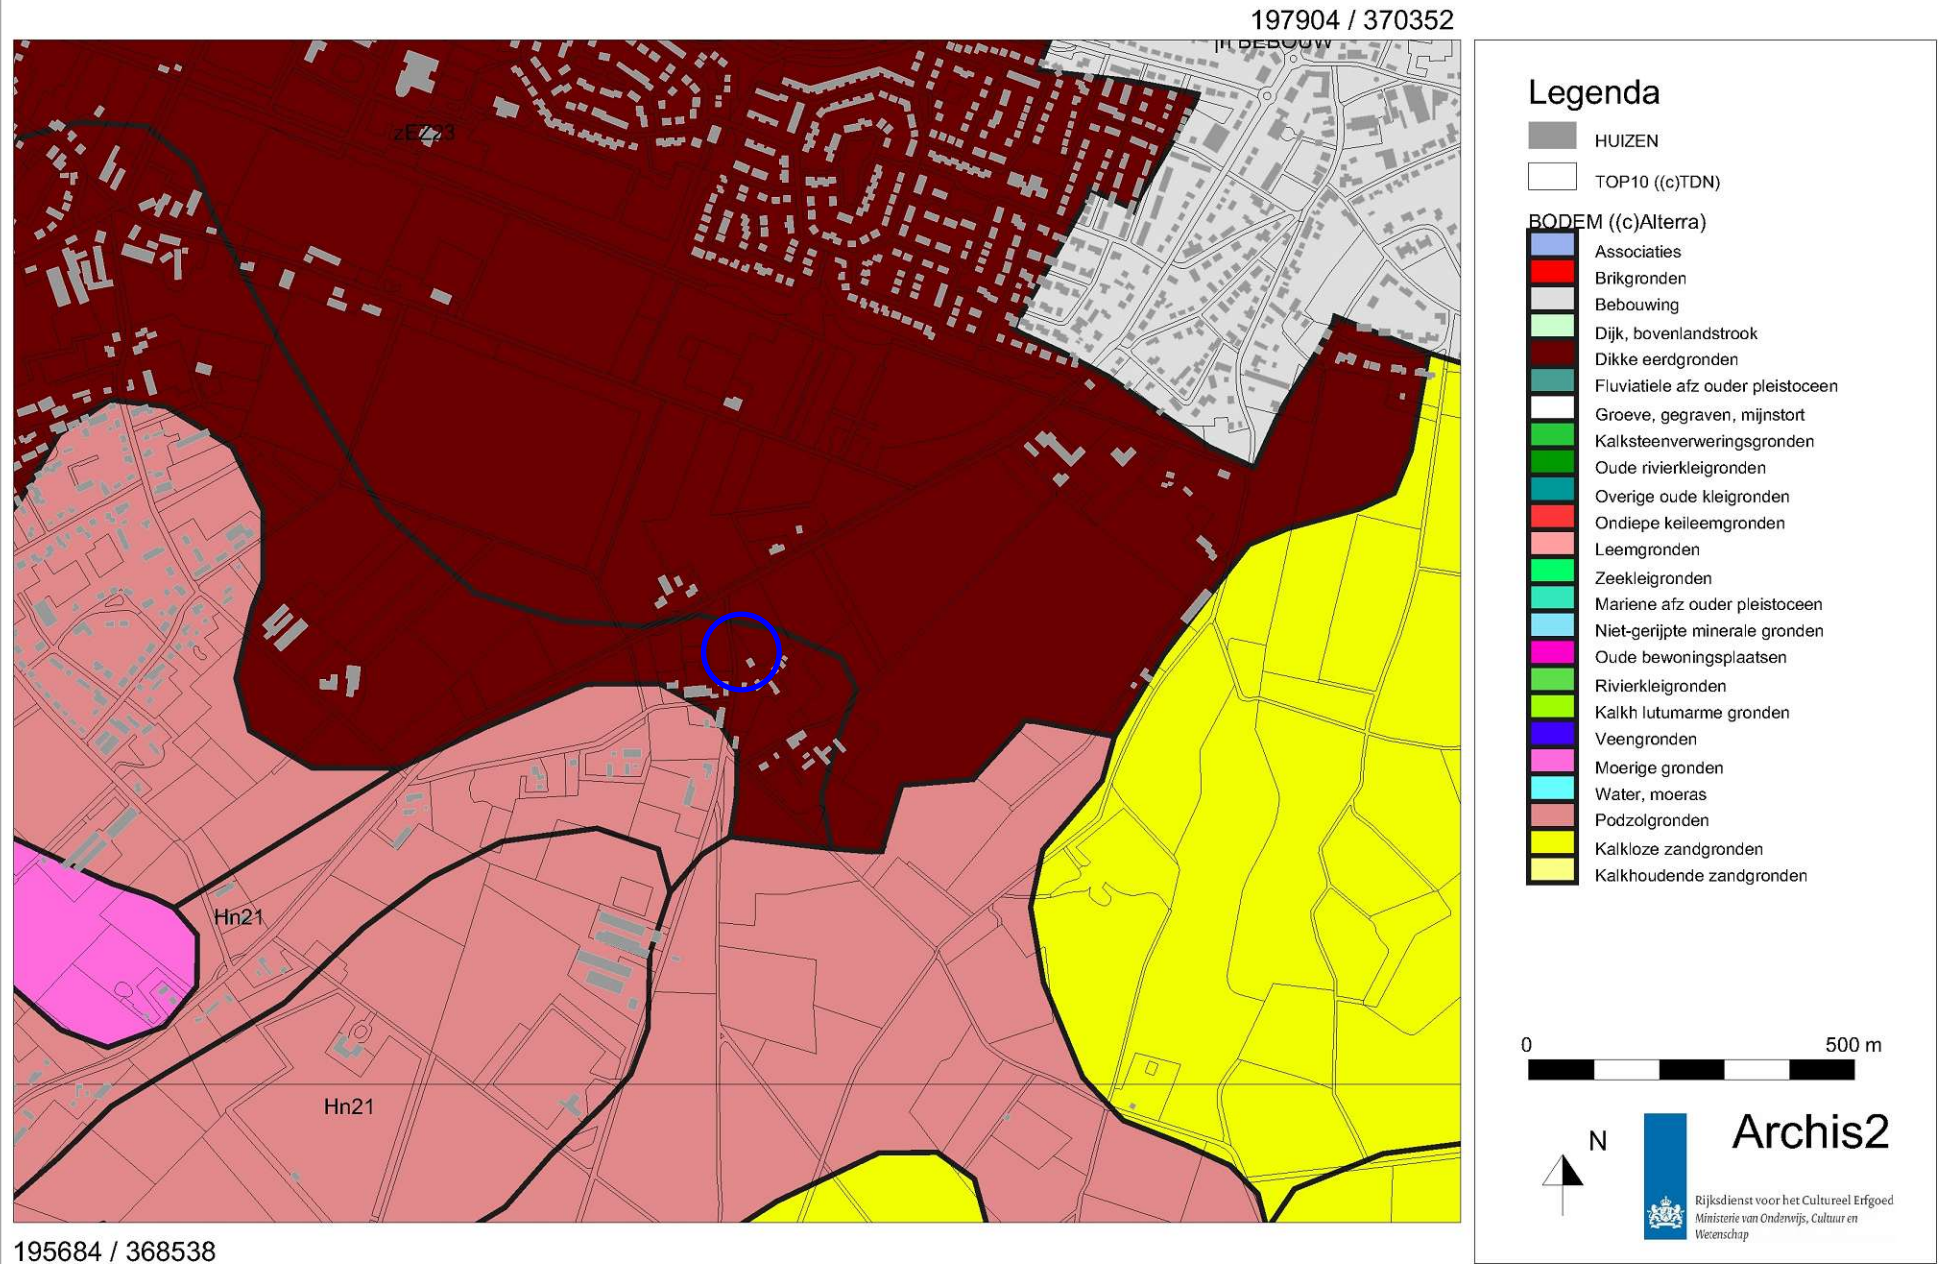 197904 / 370352
zEZ23
Hn21
Hn21
195684 / 368538
Legenda
HUIZEN
TOP10 ((c)TDN)
BODEM ((c)Alterra)
Associaties
Brikgronden
Bebouwing
Dijk, bovenlandstrook
Dikke eerdgronden
Fluviatiele afz ouder pleistoceen
Groeve, gegraven, mijnstort
Kalksteenverweringsgronden
Oude rivierkleigronden
Overige oude kleigronden
Ondiepe keileemgronden
Leemgronden
Zeekleigronden
Mariene afz ouder pleistoceen
Niet-gerijpte minerale gronden
Oude bewoningsplaatsen
Rivierkleigronden
Kalkh lutumarme gronden
Veengronden
Moerige gronden
Water, moeras
Podzolgronden
Kalkloze zandgronden
Kalkhoudende zandgronden
0 500 m
N
Archis2
Rijksdienst voor het Cultureel Erfgoed
Ministerie van Onderwijs, Cultuur en
Wetenschap